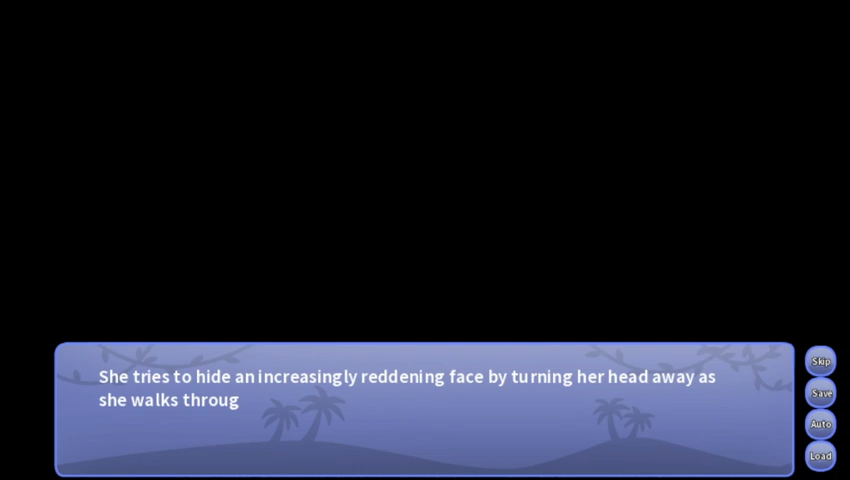 She tries to hide an increasingly reddening face by turning her head away as
she walks throug
Skip
Save
Auto
Load